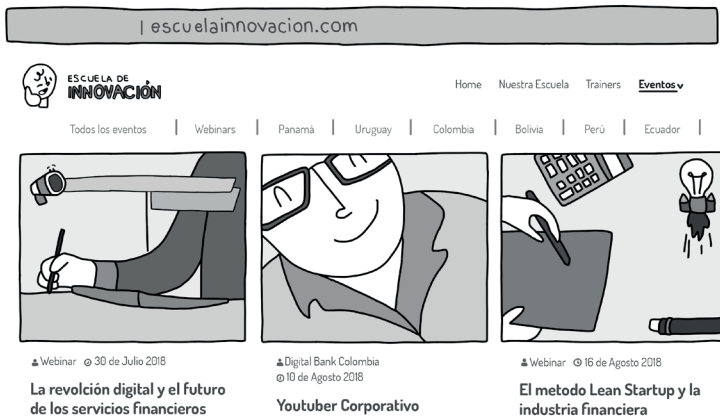 escuelainnovacion.com
ESCUELA DE
INNOVACIÓN
Home Nuestra Escuela Trainers Eventos
Todos los eventos | Webinars | Panamá | Uruguay | Colombia | Bolivia | Perú | Ecuador |
Webinar 30 de Julio 2018
La revolción digital y el futuro
de los servicios financieros
Digital Bank Colombia
10 de Agosto 2018
Youtuber Corporativo
Webinar 16 de Agosto 2018
El metodo Lean Startup y la
industria financiera